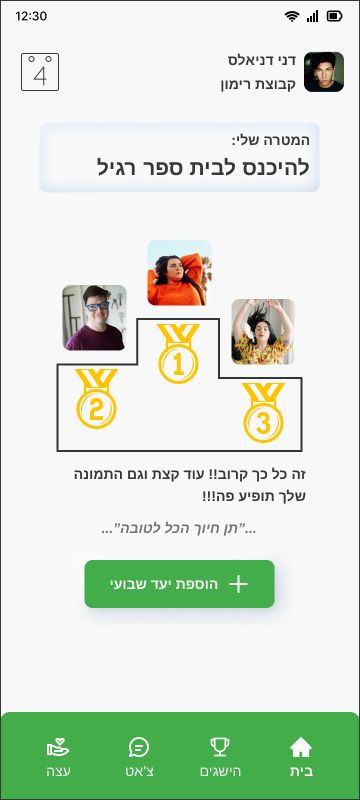 12:30
דני דניאלס
קבוצת רימון
4
המטרה שלי:
להיכנס לבית ספר רגיל
1
2
3
זה כל כך קרוב!! עוד קצת וגם התמונה
שלך תופיע פה!!!
..."תן חיוך הכל לטובה"...
הוספת יעד שבועי
בית
הישגים
צ'אט
עצה